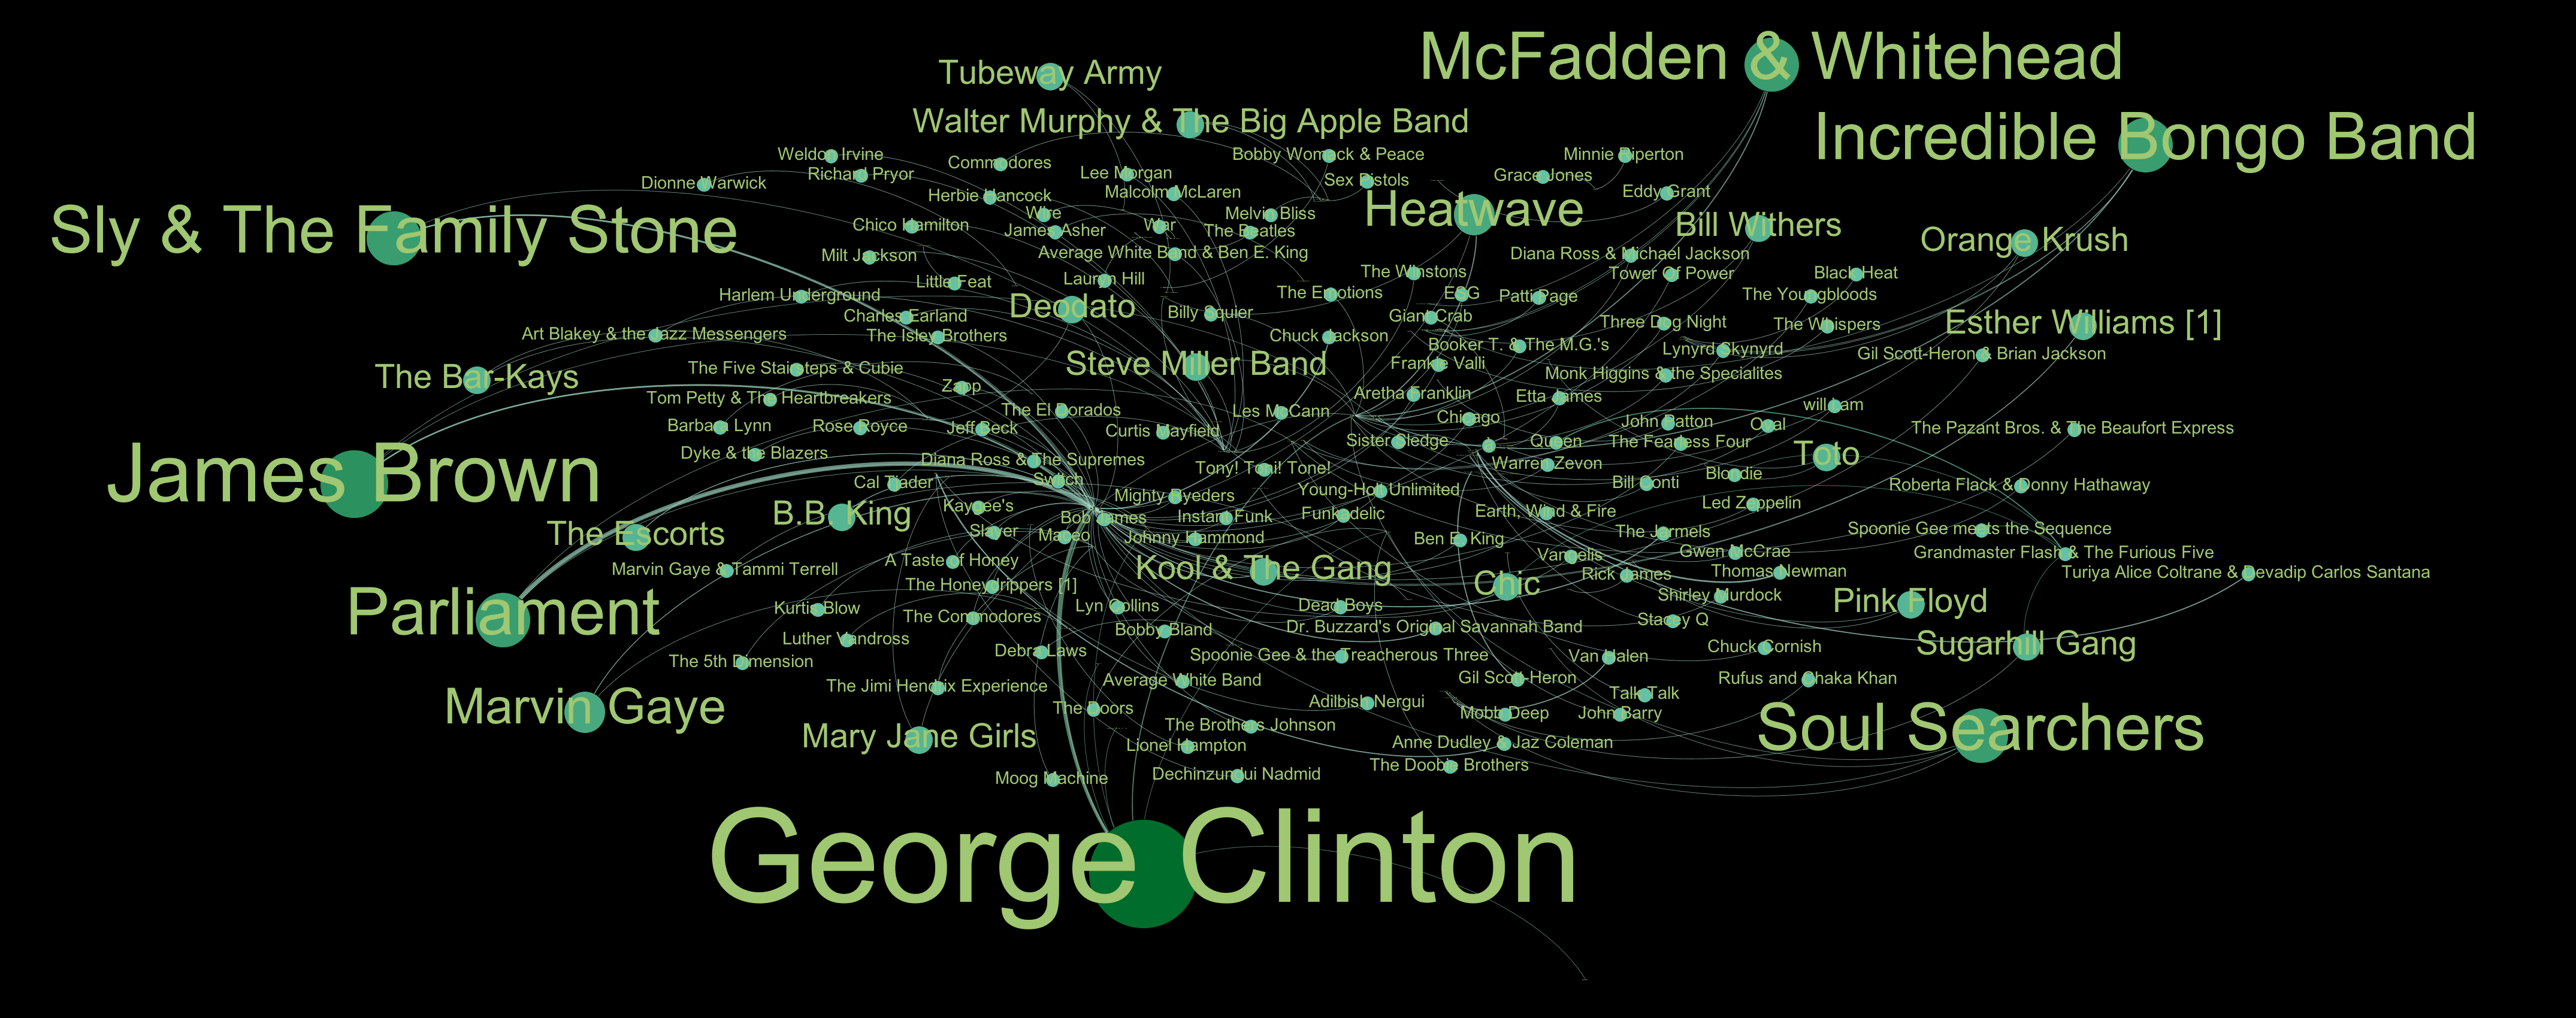 McFadden & Whitehead
Tubeway Army
Walter Murphy & The Big Apple Band
Incredible Bongo Band
Weldon Irvine
Commodores
Bobby Womack & Peace
Minnie Riperton
Richard Pryor
Lee Morgan
Dionne Warwick
Sex Pistols
Grace Jones
Herbie Hancock
Malcolm McLaren
Eddy Grant
Heatwave
Sly & The Family Stone
Wire
Melvin Bliss
Chico Hamilton
James Asher
War
The Beatles
Bill Withers
Orange Krush
Milt Jackson
Average White Band & Ben E. King
Diana Ross & Michael Jackson
The Winstons
Tower Of Power
Black Heat
Little Feat
Lauryn Hill
Harlem Underground
The Emotions
ESG
Patti Page
The Youngbloods
Deodato
Charles Earland
Billy Squier
Giant Crab
Three Dog Night
The Whispers
Esther Williams [1]
Art Blakey & the Jazz Messengers
The Isley Brothers
Chuck Jackson
Booker T. & The M.G.'s
Lynyrd Skynyrd
Gil Scott-Heron & Brian Jackson
The Bar-Kays
The Five Stairsteps & Cubie
Steve Miller Band
Frankie Valli
Monk Higgins & the Specialites
Zapp
Tom Petty & The Heartbreakers
Aretha Franklin
Etta James
will.i.am
The El Dorados
Les McCann
Barbara Lynn
Rose Royce
Jeff Beck
Curtis Mayfield
Chicago
John Patton
Oval
The Pazant Bros. & The Beaufort Express
Sister Sledge
Queen
The Fearless Four
Dyke & the Blazers
Diana Ross & The Supremes
Tony! Toni! Tone!
Warren Zevon
Toto
James Brown
Cal Tjader
Switch
Young-Holt Unlimited
Bill Conti
Blondie
Roberta Flack & Donny Hathaway
Mighty Ryeders
Led Zeppelin
B.B. King
Kaycee's
Bob James
Instant Funk
Funkadelic
Earth, Wind & Fire
The Escorts
Slayer
Maceo
Johnny Hammond
Ben E. King
The Jarmels
Spoonie Gee meets the Sequence
A Taste of Honey
Vangelis
Gwen McCrae
Grandmaster Flash & The Furious Five
Marvin Gaye & Tammi Terrell
Kool & The Gang
Rick James
Thomas Newman
Turiya Alice Coltrane & Devadip Carlos Santana
The Honeydrippers [1]
Chic
Parliament
Kurtis Blow
The Commodores
Lyn Collins
Dead Boys
Shirley Murdock
Pink Floyd
Luther Vandross
Bobby Bland
Dr. Buzzard's Original Savannah Band
Stacey Q
The 5th Dimension
Debra Laws
Spoonie Gee & the Treacherous Three
Van Halen
Chuck Cornish
Sugarhill Gang
The Jimi Hendrix Experience
Average White Band
Gil Scott-Heron
Rufus and Chaka Khan
Marvin Gaye
The Doors
Adilbish Nergui
Talk Talk
Mobb Deep
John Barry
Soul Searchers
Mary Jane Girls
The Brothers Johnson
Lionel Hampton
Anne Dudley & Jaz Coleman
Moog Machine
Dechinzundui Nadmid
The Doobie Brothers
George Clinton